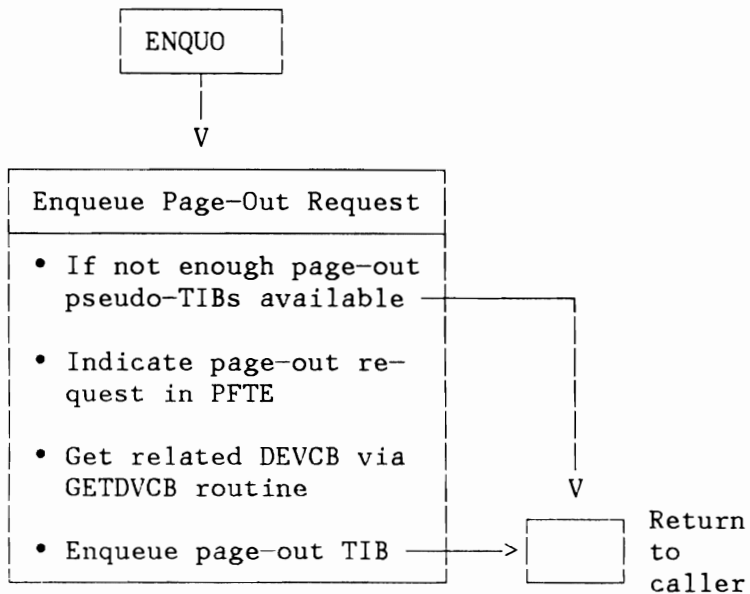 ENQUO
V
Enqueue Page-Out Request
• If not enough page-out
pseudo-TIBs available
• Indicate page-out re-
quest in PFTE
• Get related DEVCB via
GETDVCB routine
V
• Enqueue page-out TIB
>
Return
to
caller